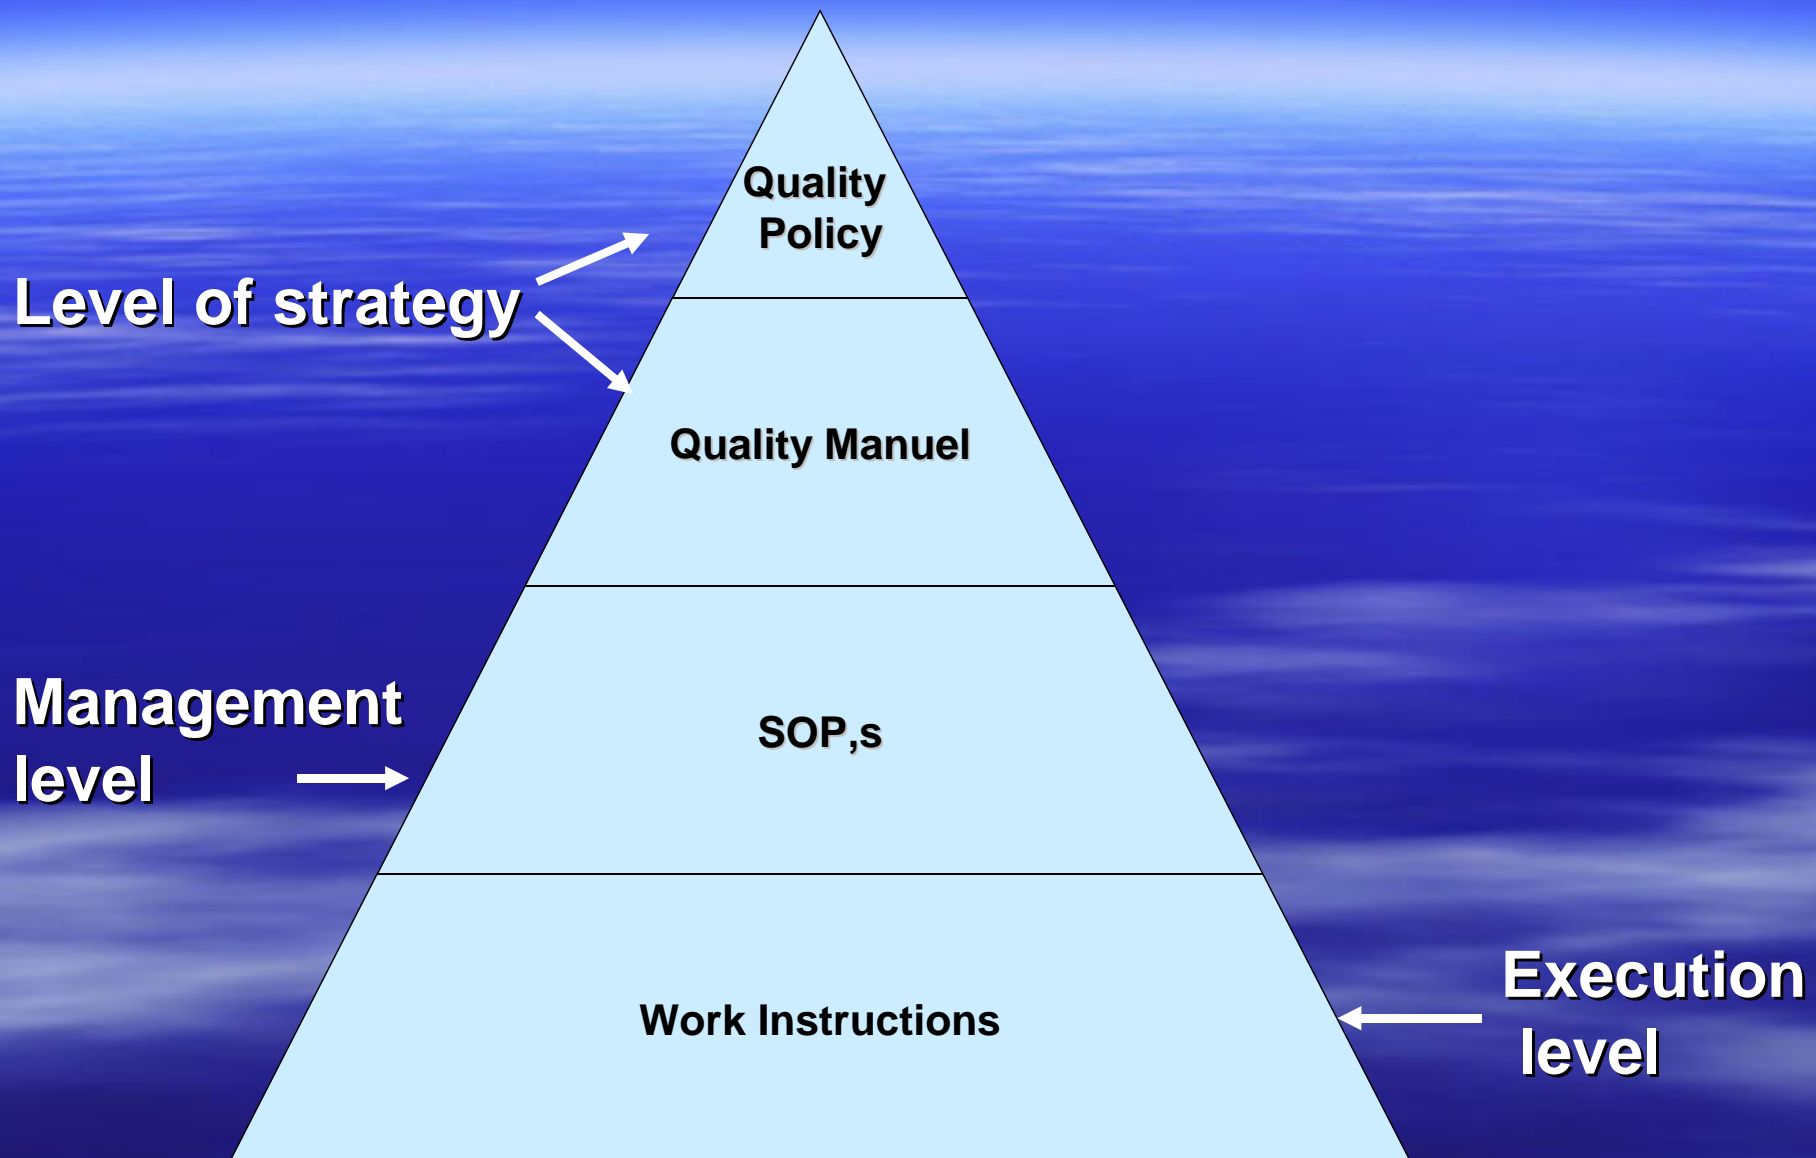 Quality
Policy
Level of strategy
Quality Manuel
Management
level
SOP,s
Work Instructions
Execution
level